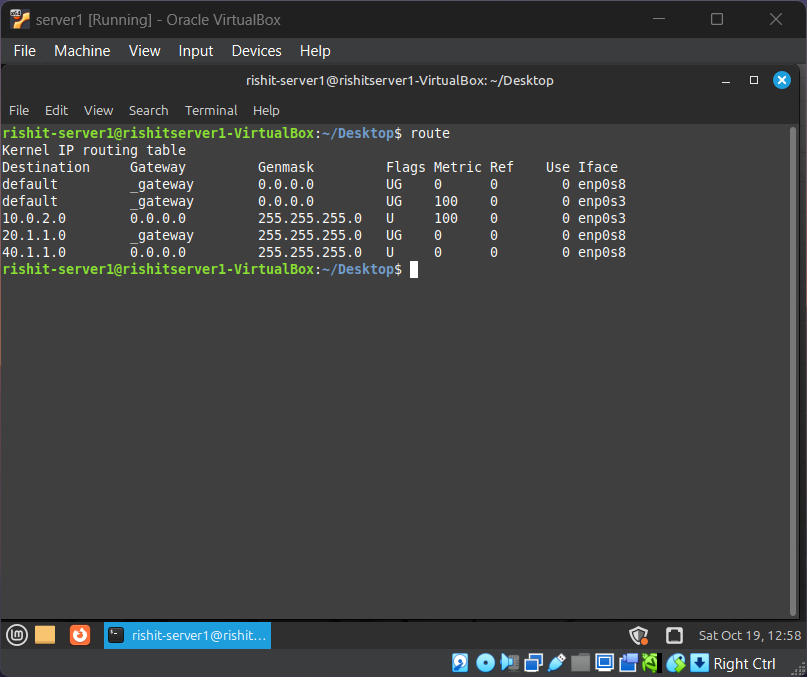 server1 [Running] - Oracle VirtualBox
File Machine View Input Devices Help
rishit-server1@rishitserver1-VirtualBox: ~/Desktop
File Edit View Search Terminal Help
rishit-server1@rishitserver1-VirtualBox:~/Desktop$ route
Kernel IP routing table
Destination Gateway Genmask Flags Metric Ref Use Iface
default _gateway 0.0.0.0 UG 0 0 0 enp0s8
default _gateway 0.0.0.0 UG 100 0 0 enp0s3
10.0.2.0 0.0.0.0 255.255.255.0 U 100 0 0 enp0s3
20.1.1.0 _gateway 255.255.255.0 UG 0 0 0 enp0s8
40.1.1.0 0.0.0.0 255.255.255.0 U 0 0 0 enp0s8
rishit-server1@rishitserver1-VirtualBox:~/Desktop$
rishit-server1@rishit... Sat Oct 19, 12:58
Right Ctrl